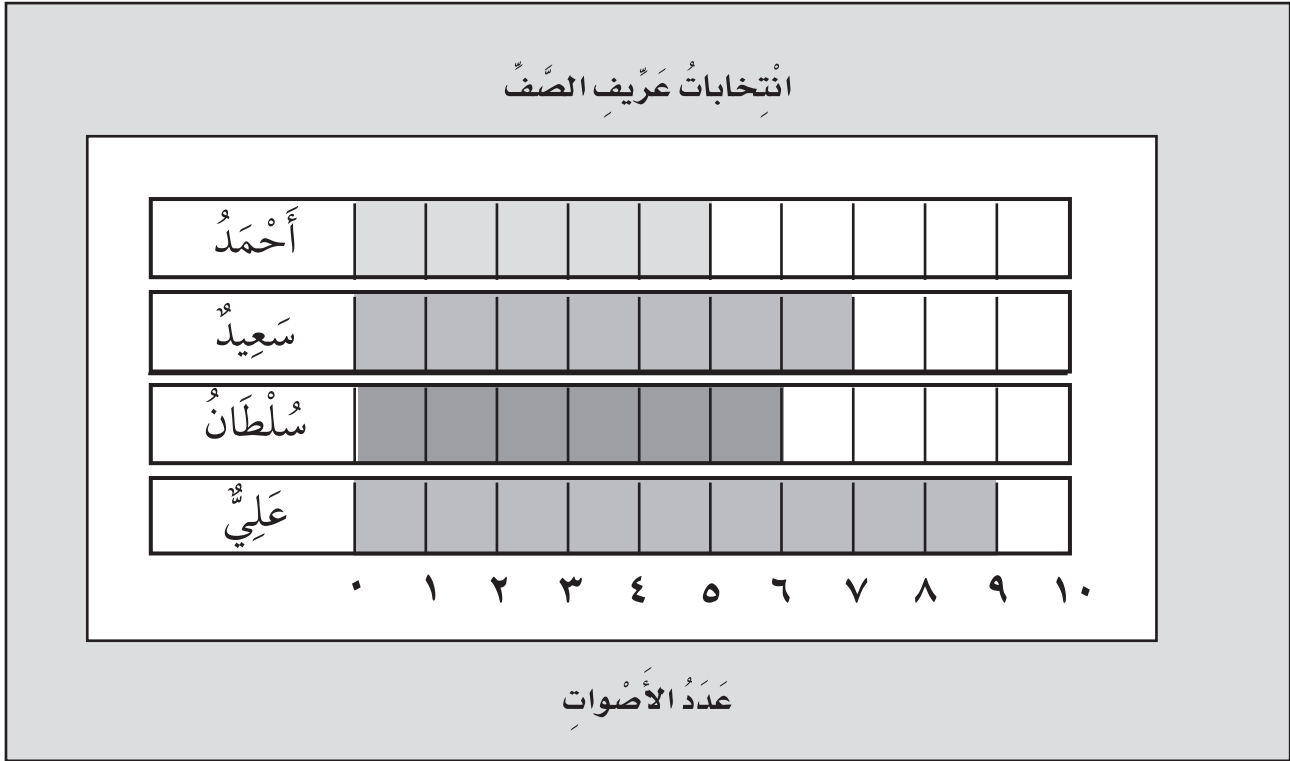 انْتِخاباتُ عَرِّيفِ الصَّفِّ
أَحْمَدُ
سَعِيدٌ
سُلْطَانُ
عَلِيٌّ
٠ ١ ٢ ٣ ٤ ٥ ٦ ٧ ٨ ٩ ١٠
عَدَدُ الأَصْواتِ